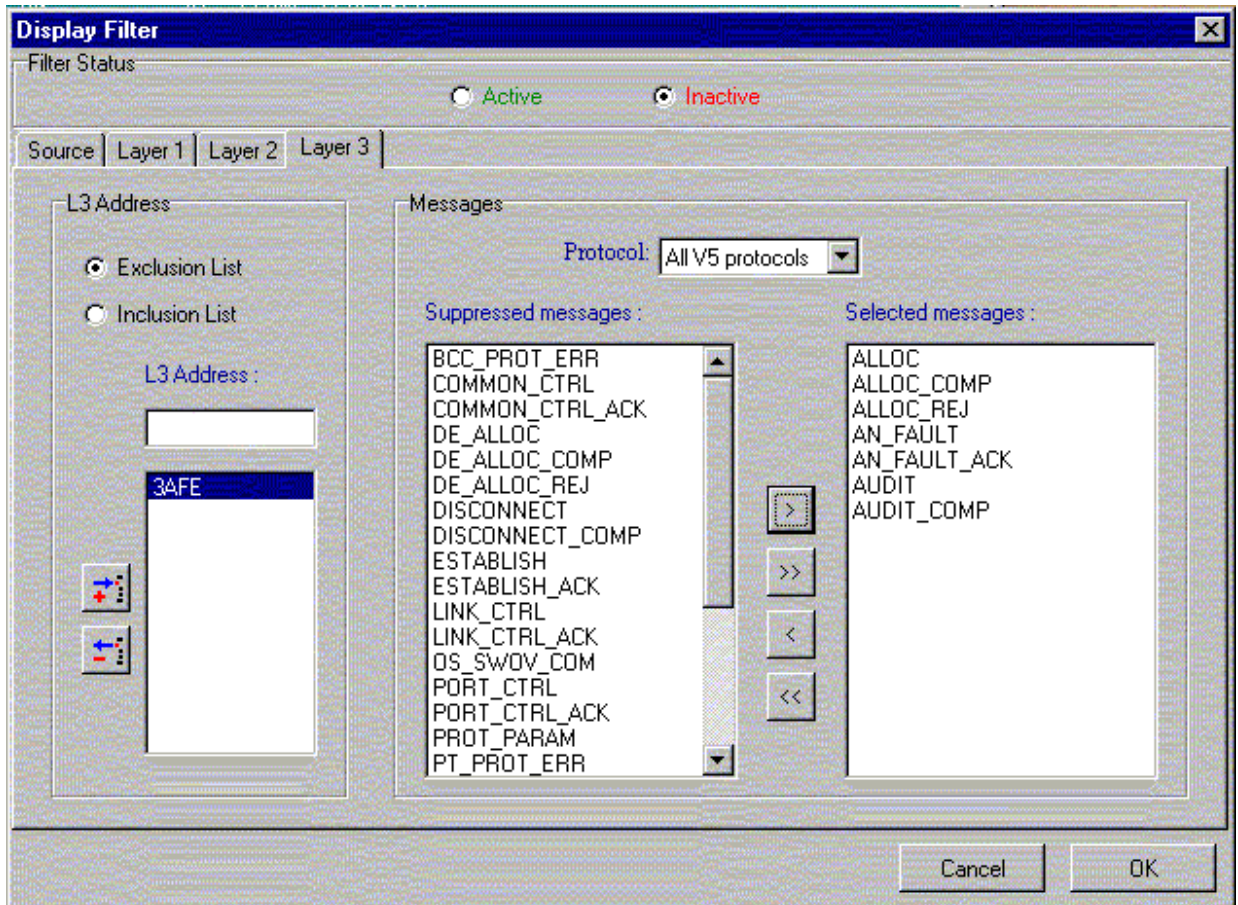 Display Filter
Filter Status
Active
Inactive
Source
Layer 1
Layer 2
Layer 3
L3 Address
Exclusion List
Inclusion List
L3 Address :
3AFE
Messages
Protocol:
All V5 protocols
Suppressed messages :
BCC_PROT_ERR
COMMON_CTRL
COMMON_CTRL_ACK
DE_ALLOC
DE_ALLOC_COMP
DE_ALLOC_REJ
DISCONNECT
DISCONNECT_COMP
ESTABLISH
ESTABLISH_ACK
LINK_CTRL
LINK_CTRL_ACK
OS_SWOV_COM
PORT_CTRL
PORT_CTRL_ACK
PROT_PARAM
PT_PROT_ERR
>
>>
<
<<
Selected messages :
ALLOC
ALLOC_COMP
ALLOC_REJ
AN_FAULT
AN_FAULT_ACK
AUDIT
AUDIT_COMP
Cancel
OK